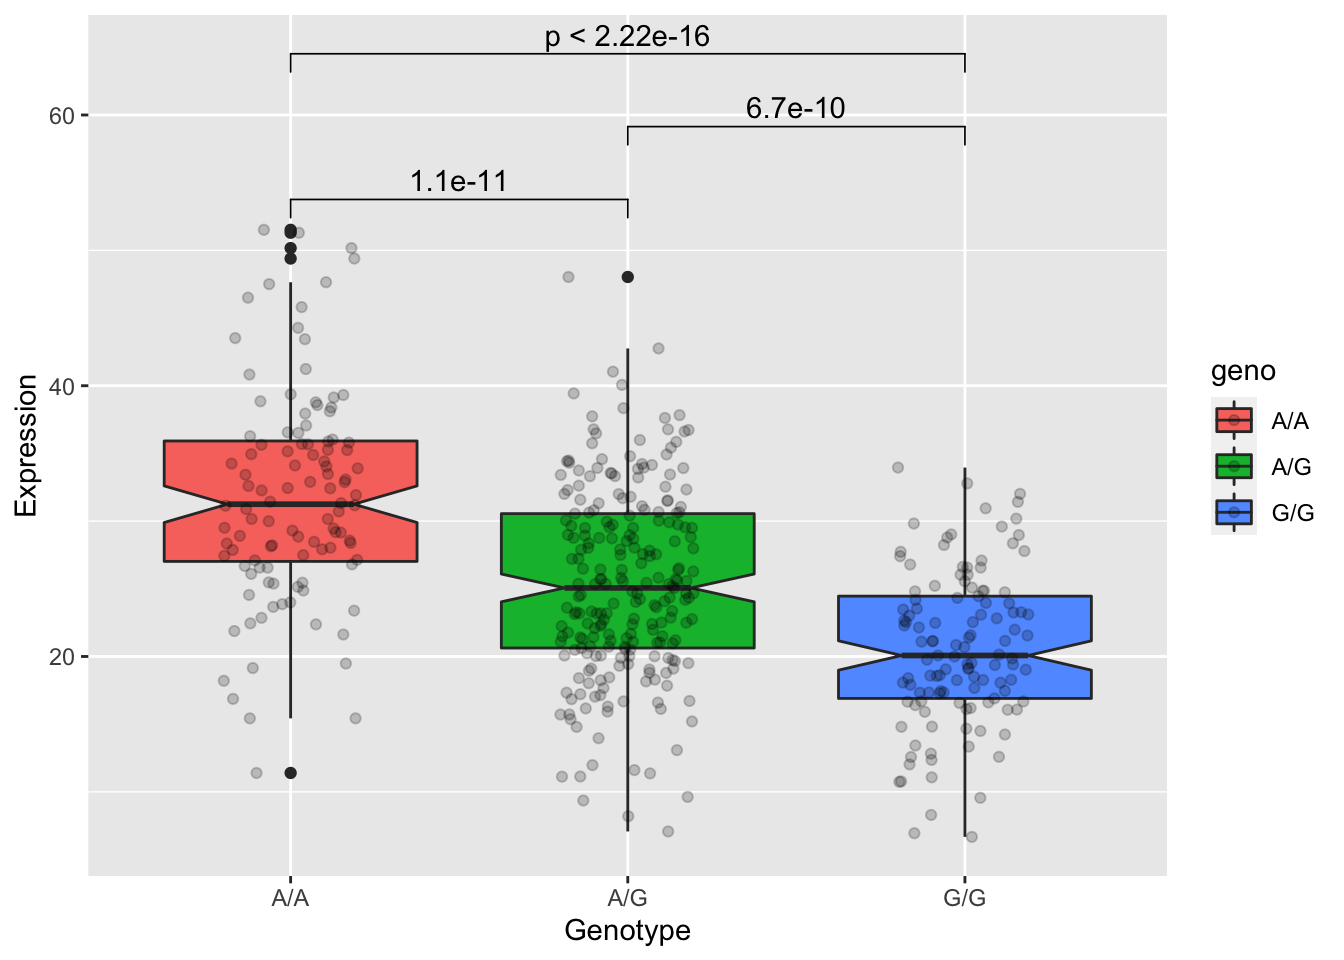 p < 2.22e-16
6.7e-10
1.1e-11
60
40
20
Expression
A/A
A/G
G/G
Genotype
geno
A/A
A/G
G/G